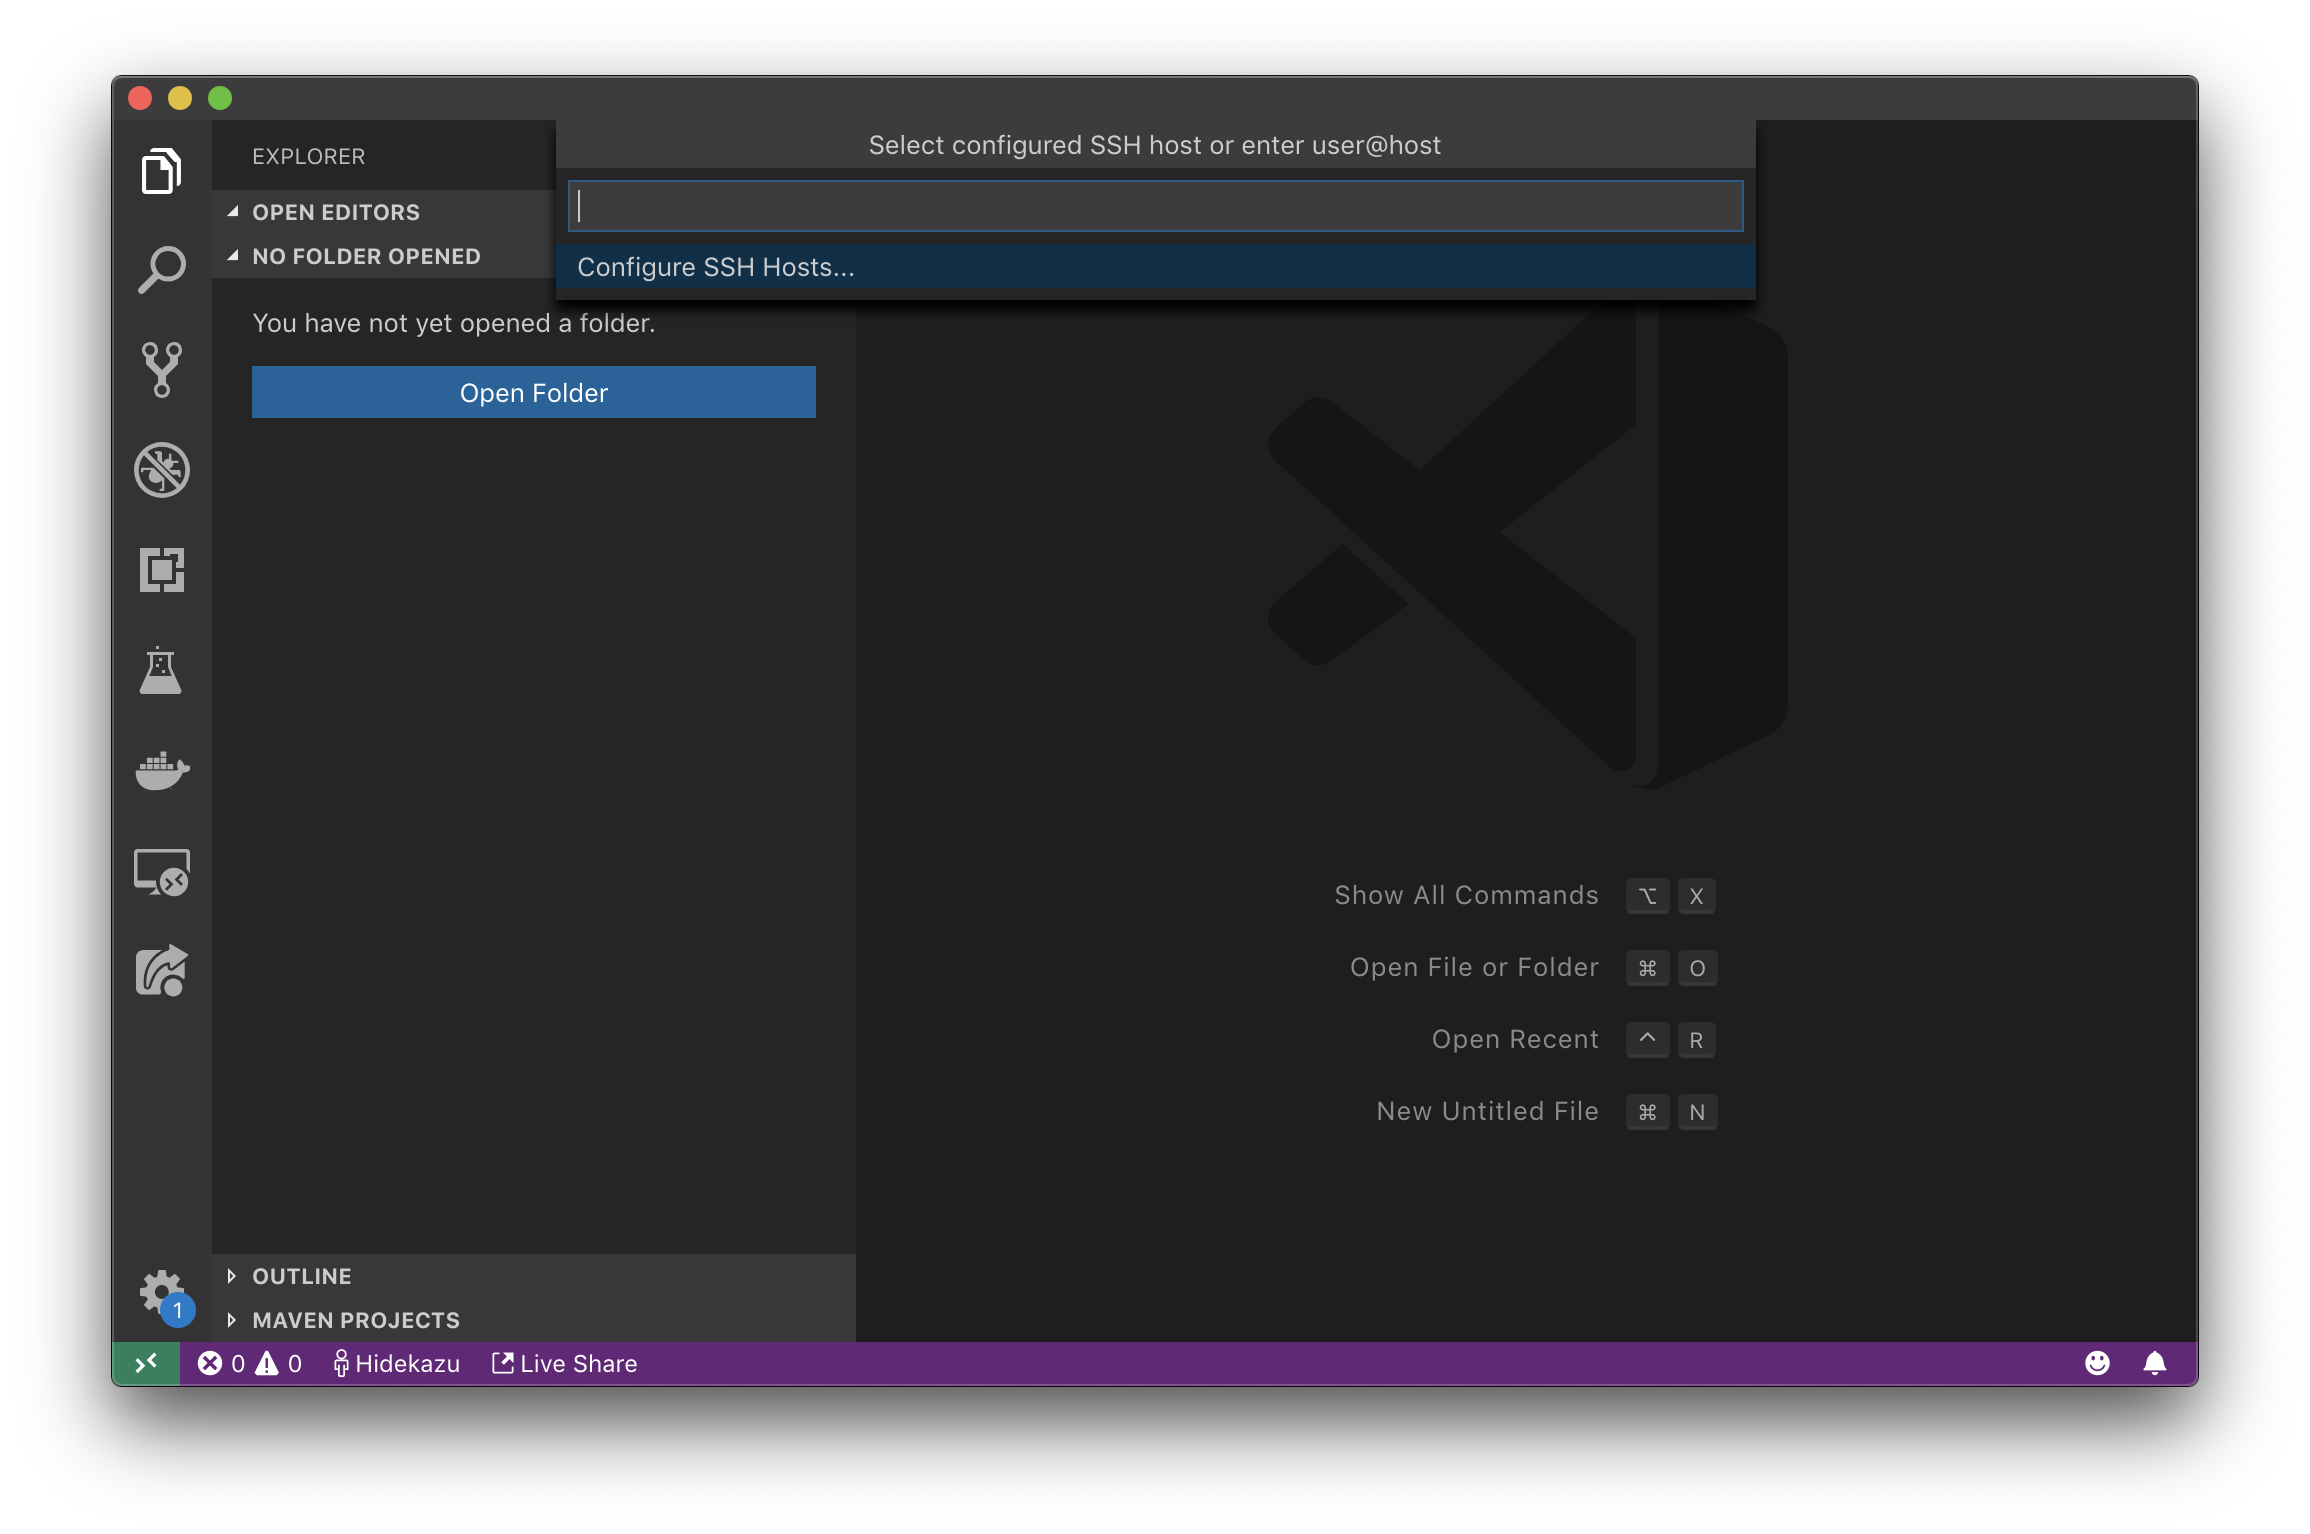 Select configured SSH host or enter user@host
Configure SSH Hosts...
EXPLORER
OPEN EDITORS
NO FOLDER OPENED
You have not yet opened a folder.
Open Folder
Show All Commands ⌥ X
Open File or Folder ⌘ O
Open Recent ^ R
New Untitled File ⌘ N
OUTLINE
MAVEN PROJECTS
1
0 0 Hidekazu Live Share